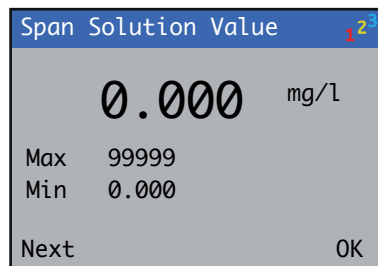 Span Solution Value 123
0.000 mg/l
Max 99999
Min 0.000
Next OK